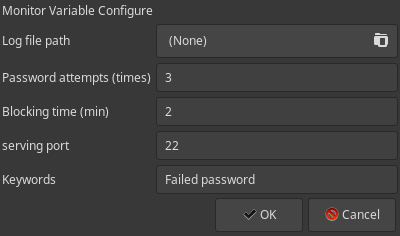 Monitor Variable Configure
Log file path (None)
Password attempts (times) 3
Blocking time (min) 2
serving port 22
Keywords Failed password
OK Cancel